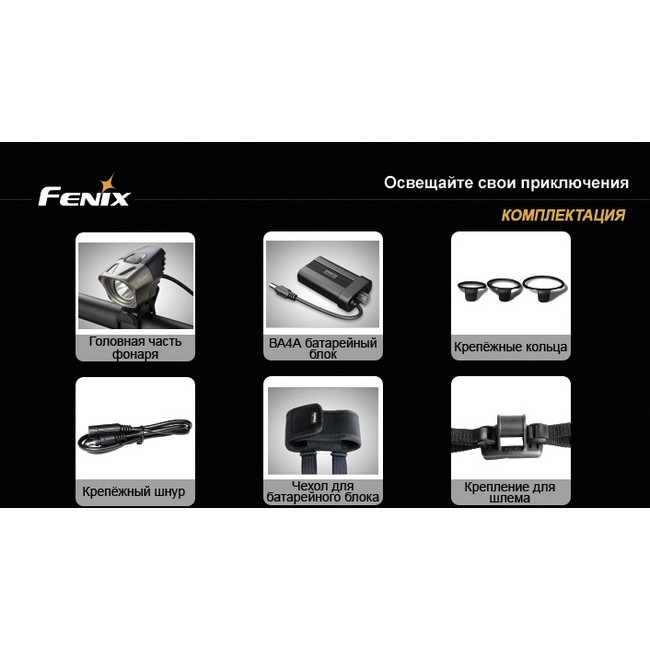 FENIX
Освещайте свои приключения
КОМПЛЕКТАЦИЯ
Головная часть
фонаря
BA4A батарейный
блок
Крепёжные кольца
Крепёжный шнур
FENIX
Чехол для
батарейного блока
Крепление для
шлема